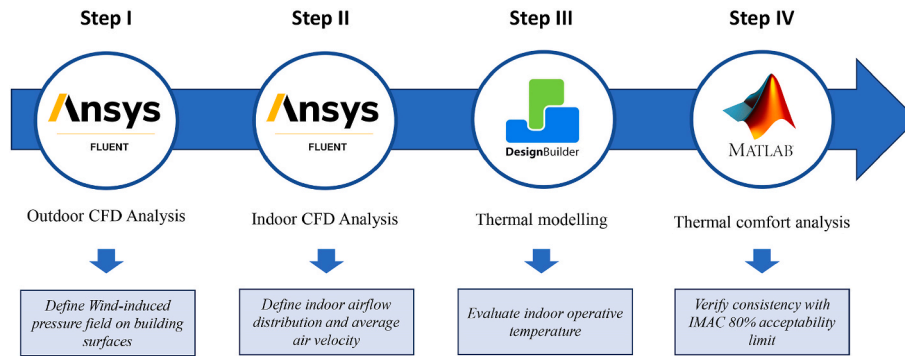 Step I
Step II
Step III
Step IV
Ansys
FLUENT
Ansys
FLUENT
DesignBuilder
MATLAB
Outdoor CFD Analysis
Indoor CFD Analysis
Thermal modelling
Thermal comfort analysis
Define Wind-induced
pressure field on building
surfaces
Define indoor airflow
distribution and average
air velocity
Evaluate indoor operative
temperature
Verify consistency with
IMAC 80% acceptability
limit